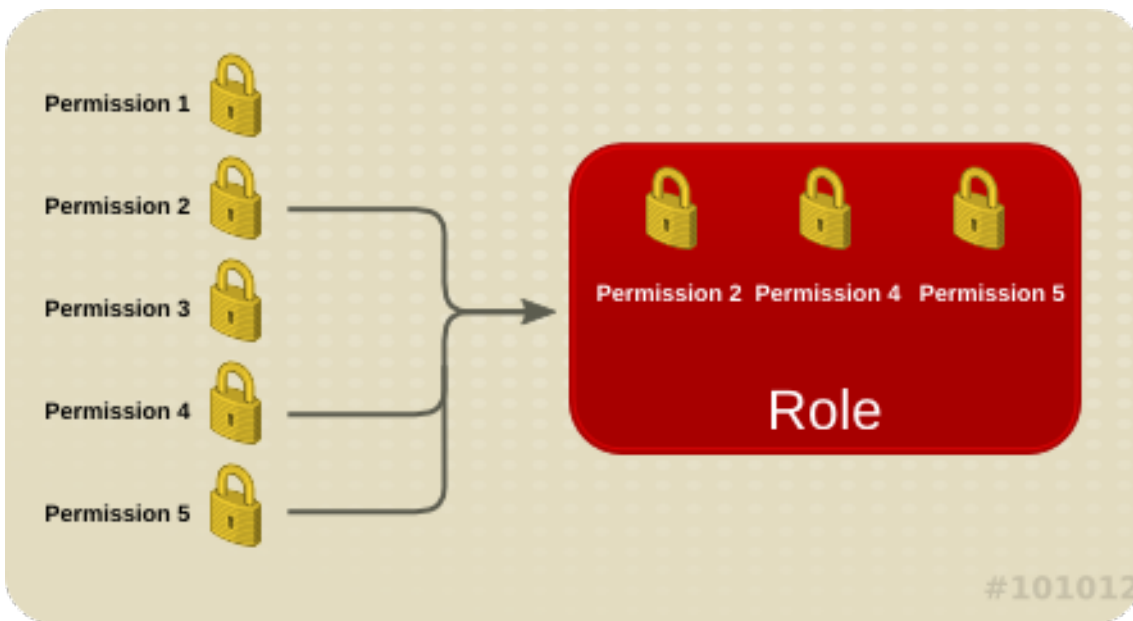 Permission 1
Permission 2
Permission 3
Permission 4
Permission 5
Permission 2 Permission 4 Permission 5
Role
#101012